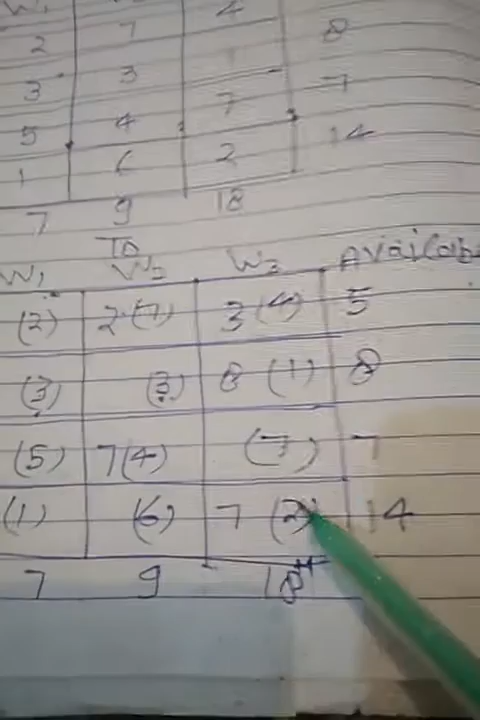 W₁ 4
2 7 8
3 3 1 7
5 4 7 14
1 6 2
7 9 18
To
W₁ W₂ W₃ Availab
(2) 2 (7) 3 (4) 5
(3) (3) 8 (1) 8
(5) 7(4) (7) 7
(1) (6) 7 (2) 14
7 9 18